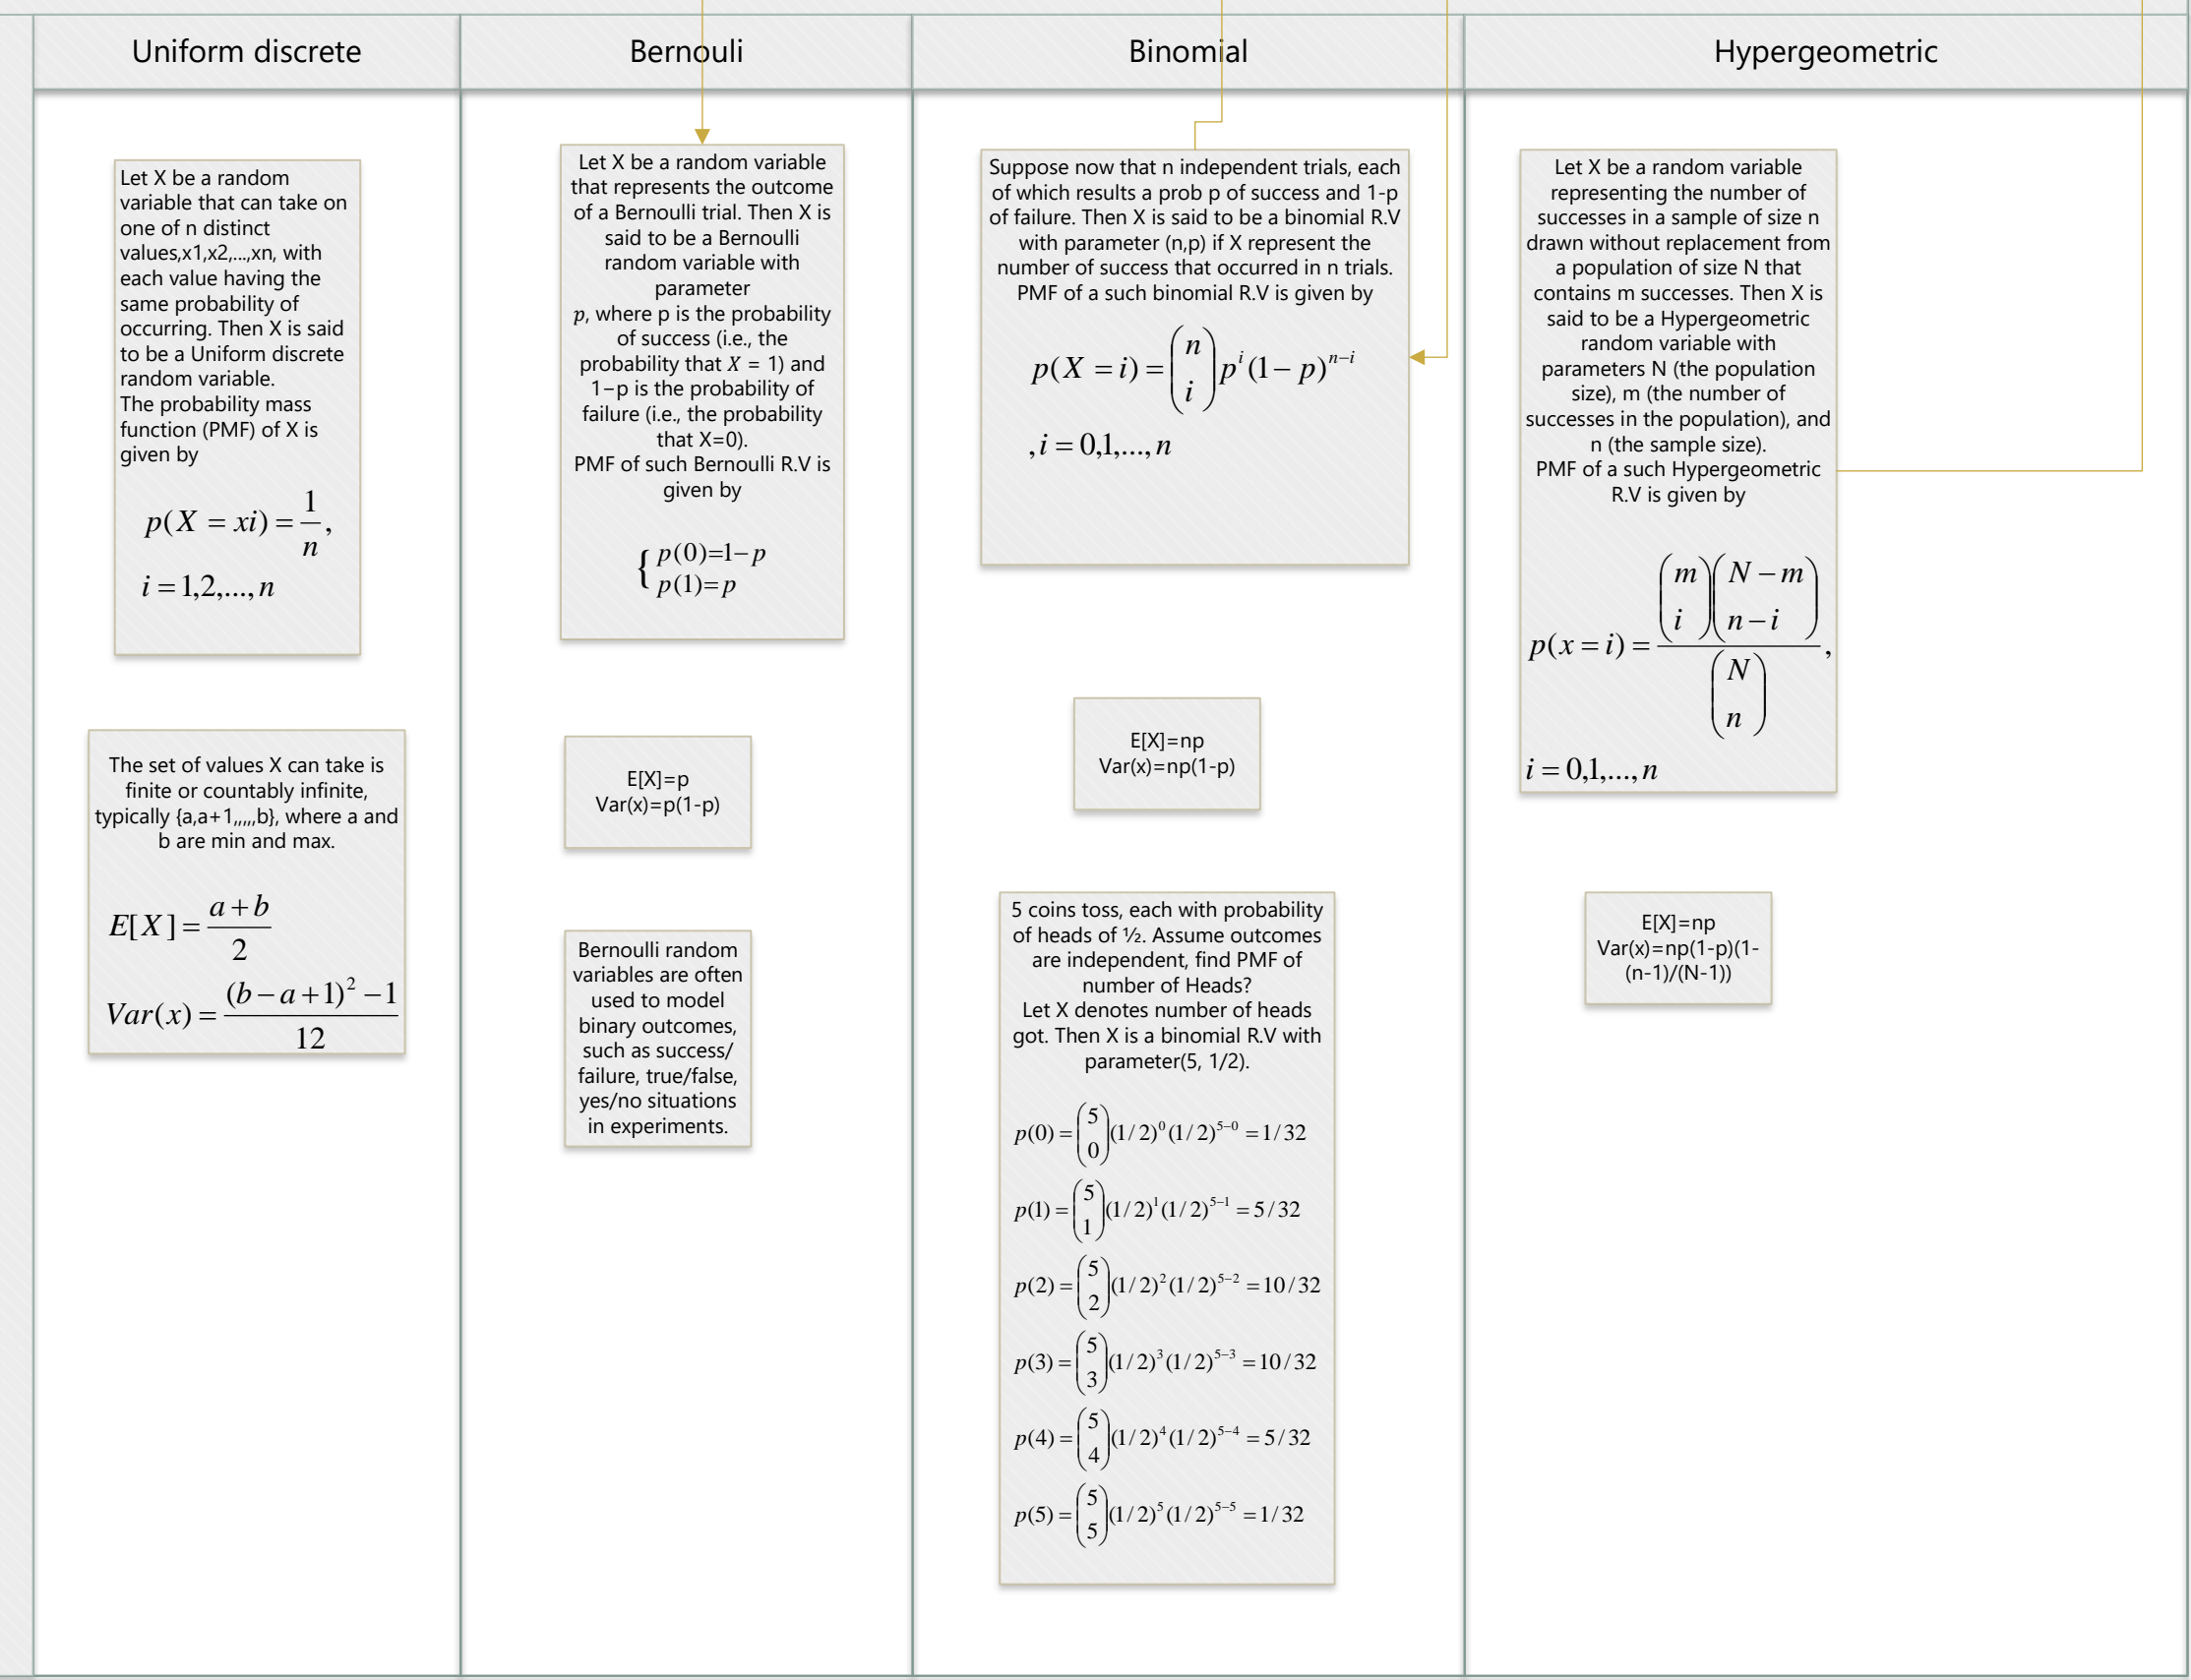 Uniform discrete
Bernouli
Binomial
Hypergeometric
Let X be a random
variable that can take on
one of n distinct
values,x1,x2,...,xn, with
each value having the
same probability of
occurring. Then X is said
to be a Uniform discrete
random variable.
The probability mass
function (PMF) of X is
given by
p(X = xi) = 1/n,
i = 1,2,..., n
The set of values X can take is
finite or countably infinite,
typically {a,a+1,,,,,b}, where a and
b are min and max.
E[X] = (a+b)/2
Var(x) = ((b−a+1)² −1)/12
Let X be a random variable
that represents the outcome
of a Bernoulli trial. Then X is
said to be a Bernoulli
random variable with
parameter
p, where p is the probability
of success (i.e., the
probability that X = 1) and
1−p is the probability of
failure (i.e., the probability
that X=0).
PMF of such Bernoulli R.V is
given by
{ p(0)=1−p
p(1)=p
E[X]=p
Var(x)=p(1-p)
Bernoulli random
variables are often
used to model
binary outcomes,
such as success/
failure, true/false,
yes/no situations
in experiments.
Suppose now that n independent trials, each
of which results a prob p of success and 1-p
of failure. Then X is said to be a binomial R.V
with parameter (n,p) if X represent the
number of success that occurred in n trials.
PMF of a such binomial R.V is given by
p(X = i) = (n i) pⁱ (1− p)ⁿ⁻ⁱ
,i = 0,1,..., n
E[X]=np
Var(x)=np(1-p)
5 coins toss, each with probability
of heads of ½. Assume outcomes
are independent, find PMF of
number of Heads?
Let X denotes number of heads
got. Then X is a binomial R.V with
parameter(5, 1/2).
p(0) = (5 0)(1/2)⁰(1/2)⁵⁻⁰ = 1/32
p(1) = (5 1)(1/2)¹(1/2)⁵⁻¹ = 5/32
p(2) = (5 2)(1/2)²(1/2)⁵⁻² = 10/32
p(3) = (5 3)(1/2)³(1/2)⁵⁻³ = 10/32
p(4) = (5 4)(1/2)⁴(1/2)⁵⁻⁴ = 5/32
p(5) = (5 5)(1/2)⁵(1/2)⁵⁻⁵ = 1/32
Let X be a random variable
representing the number of
successes in a sample of size n
drawn without replacement from
a population of size N that
contains m successes. Then X is
said to be a Hypergeometric
random variable with
parameters N (the population
size), m (the number of
successes in the population), and
n (the sample size).
PMF of a such Hypergeometric
R.V is given by
p(x = i) = (m i)(N−m n−i)/(N n),
i = 0,1,..., n
E[X]=np
Var(x)=np(1-p)(1-
(n-1)/(N-1))